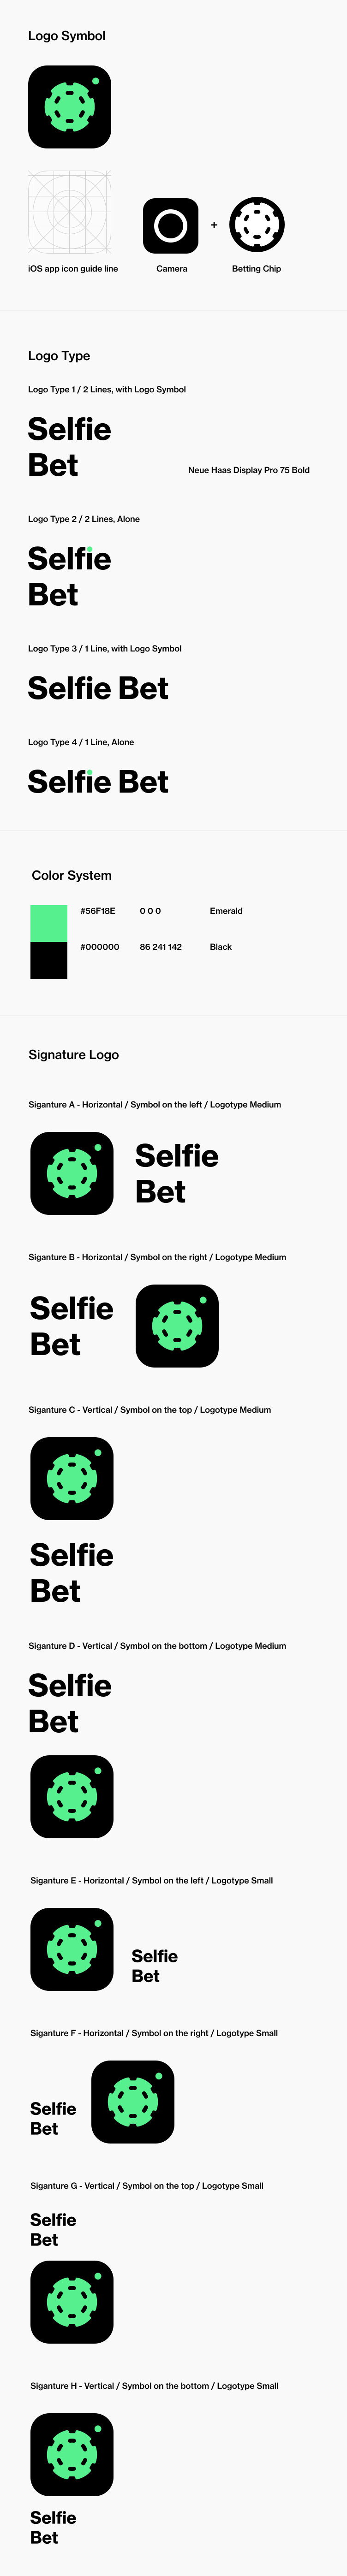 Logo Symbol
iOS app icon guide line
Camera
+
Betting Chip
Logo Type
Logo Type 1 / 2 Lines, with Logo Symbol
Selfie
Bet
Neue Haas Display Pro 75 Bold
Logo Type 2 / 2 Lines, Alone
Selfie
Bet
Logo Type 3 / 1 Line, with Logo Symbol
Selfie Bet
Logo Type 4 / 1 Line, Alone
Selfie Bet
Color System
#56F18E 0 0 0 Emerald
#000000 86 241 142 Black
Signature Logo
Siganture A - Horizontal / Symbol on the left / Logotype Medium
Selfie
Bet
Siganture B - Horizontal / Symbol on the right / Logotype Medium
Selfie
Bet
Siganture C - Vertical / Symbol on the top / Logotype Medium
Selfie
Bet
Siganture D - Vertical / Symbol on the bottom / Logotype Medium
Selfie
Bet
Siganture E - Horizontal / Symbol on the left / Logotype Small
Selfie
Bet
Siganture F - Horizontal / Symbol on the right / Logotype Small
Selfie
Bet
Siganture G - Vertical / Symbol on the top / Logotype Small
Selfie
Bet
Siganture H - Vertical / Symbol on the bottom / Logotype Small
Selfie
Bet